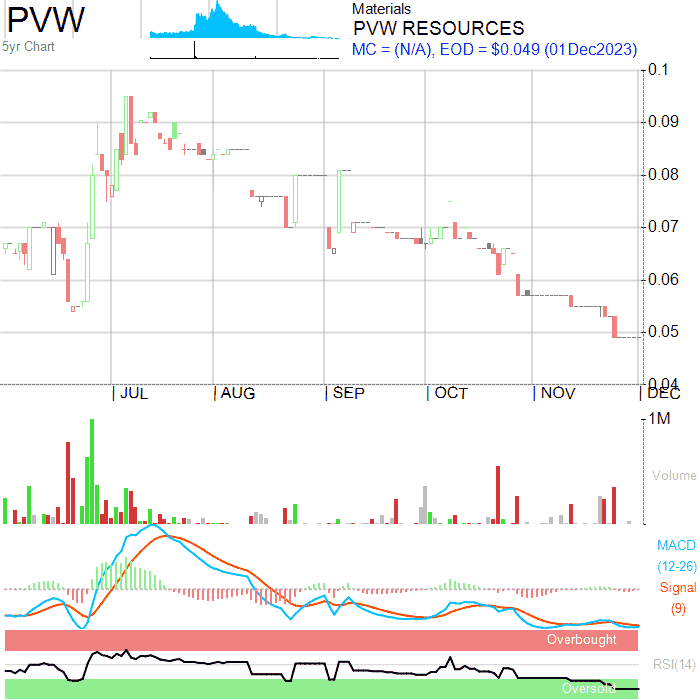 PVW
5yr Chart
Materials
PVW RESOURCES
MC = (N/A), EOD = $0.049 (01Dec2023)
0.1
0.09
0.08
0.07
0.06
0.05
0.04
JUL AUG SEP OCT NOV DEC
1M
Volume
MACD
(12-26)
Signal
(9)
Overbought
RSI(14)
Oversold